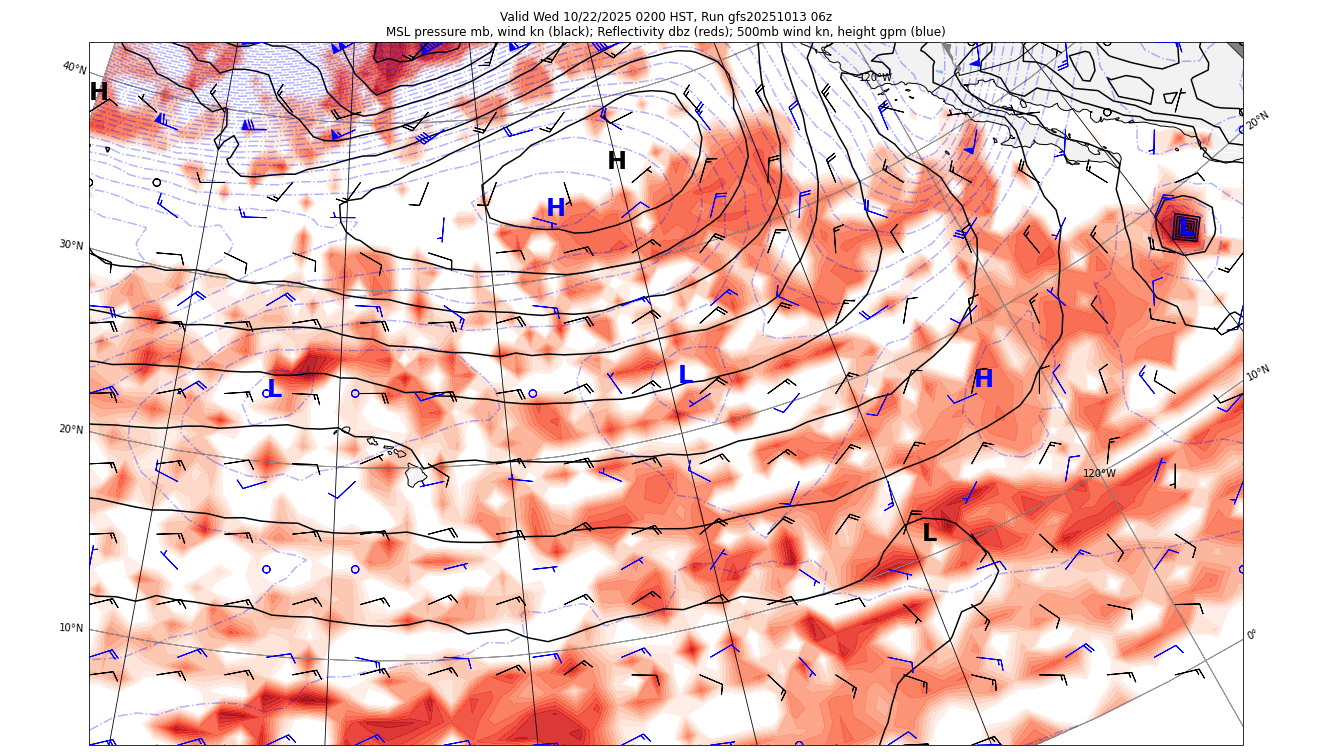 Valid Wed 10/22/2025 0200 HST, Run gfs20251013 06z
MSL pressure mb, wind kn (black); Reflectivity dbz (reds); 500mb wind kn, height gpm (blue)
40°N
120°W
H
20°N
H
H
L
30°N
10°N
L
H
L
20°N
120°W
L
10°N
0°